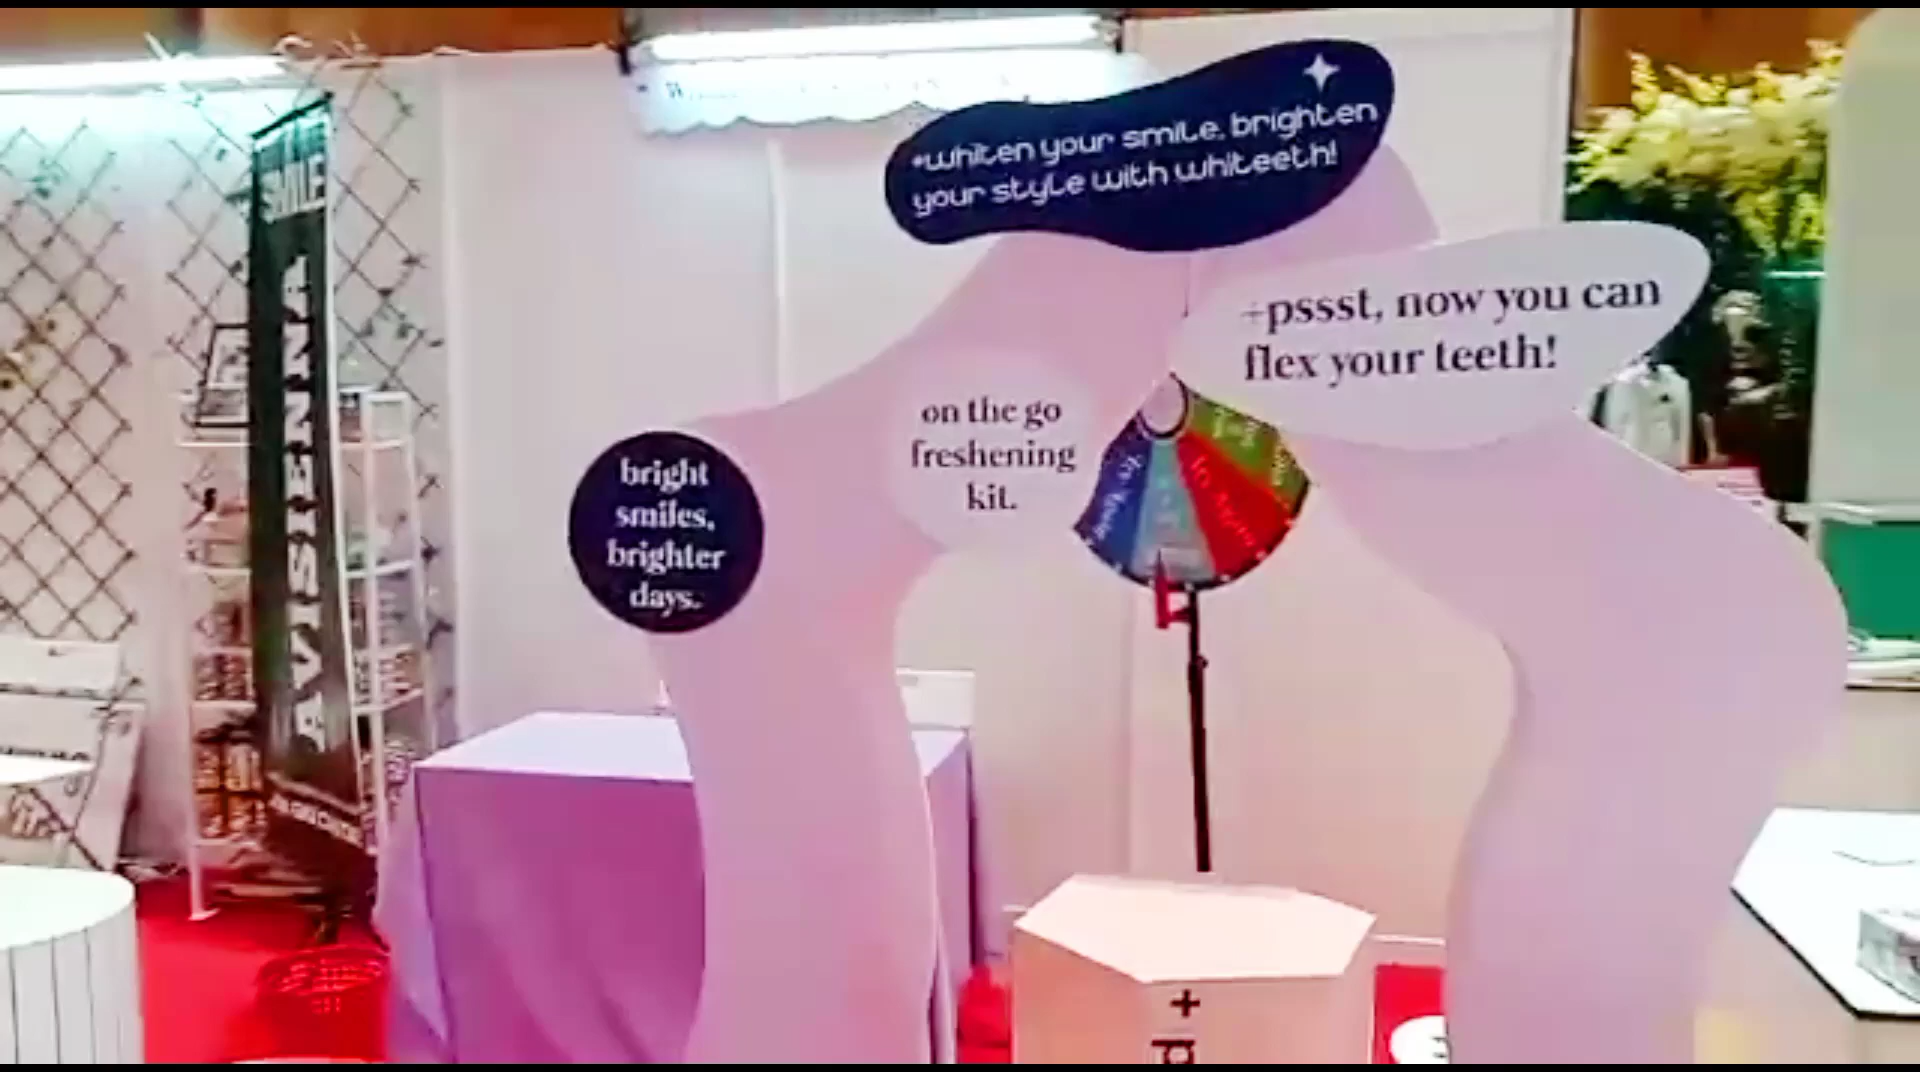 +whiten your smile, brighten
your style with whiteeth!
+pssst, now you can
flex your teeth!
on the go
freshening
kit.
bright
smiles,
brighter
days.
SMILE
AVISIENNA